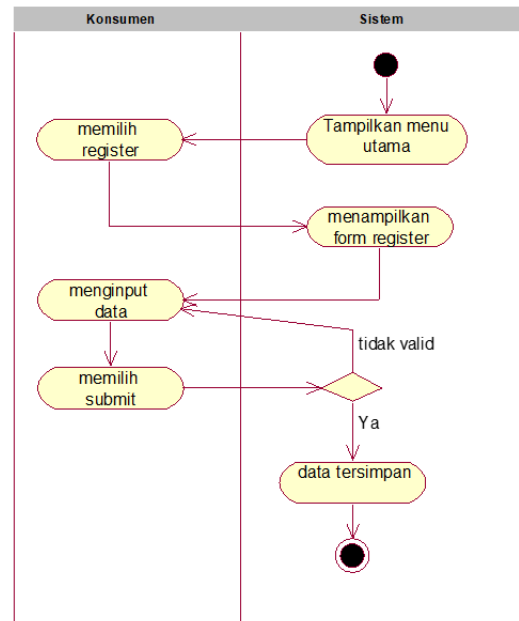 Konsumen
Sistem
Tampilkan menu
utama
memilih
register
menampilkan
form register
menginput
data
tidak valid
memilih
submit
Ya
data tersimpan